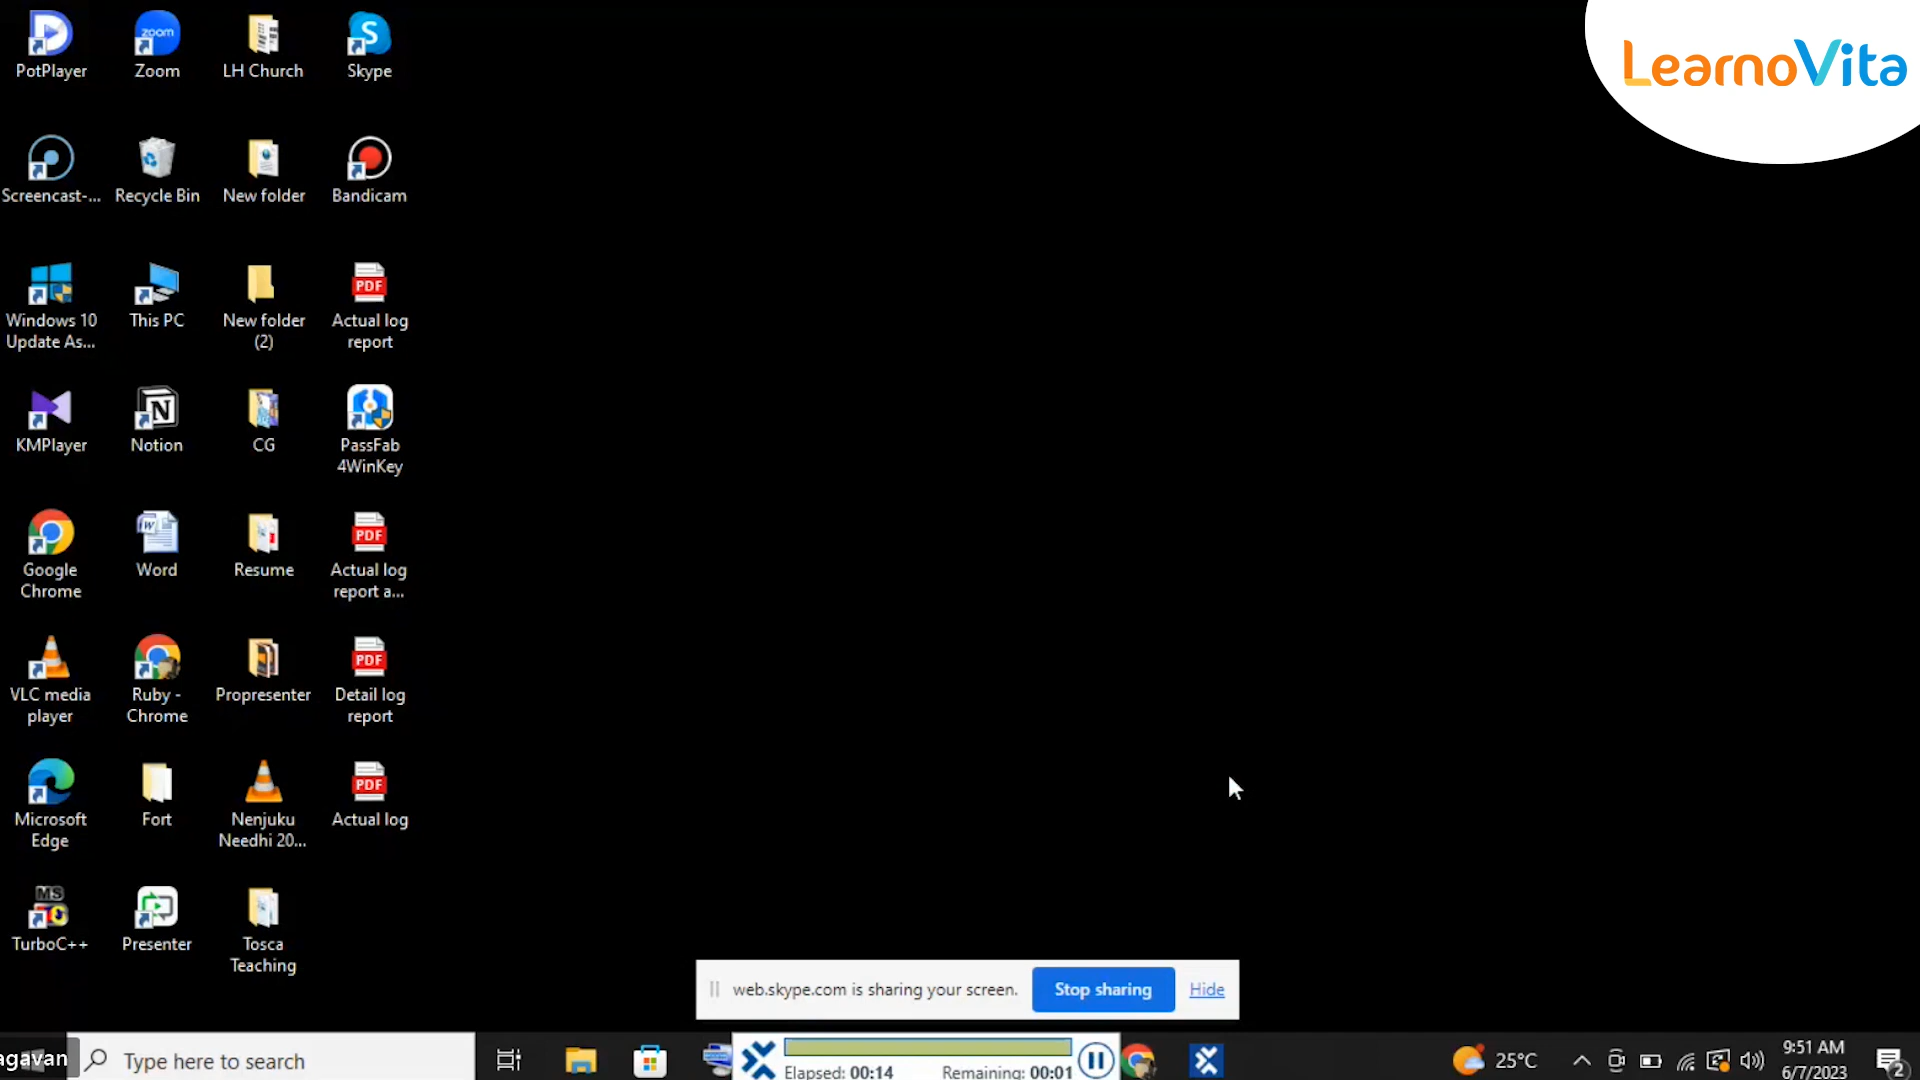 LearnoVita
PotPlayer
Zoom
LH Church
Skype
Screencast-...
Recycle Bin
New folder
Bandicam
Windows 10
Update As...
This PC
New folder
(2)
PDF
Actual log
report
KMPlayer
Notion
CG
PassFab
4WinKey
Google
Chrome
Word
Resume
PDF
Actual log
report a...
VLC media
player
Ruby -
Chrome
Propresenter
PDF
Detail log
report
Microsoft
Edge
Fort
Nenjuku
Needhi 20...
PDF
Actual log
MS
TurboC++
Presenter
Tosca
Teaching
web.skype.com is sharing your screen.
Stop sharing
Hide
agavan
Type here to search
Elapsed: 00:14
Remaining: 00:01
25°C
9:51 AM
6/7/2023
2